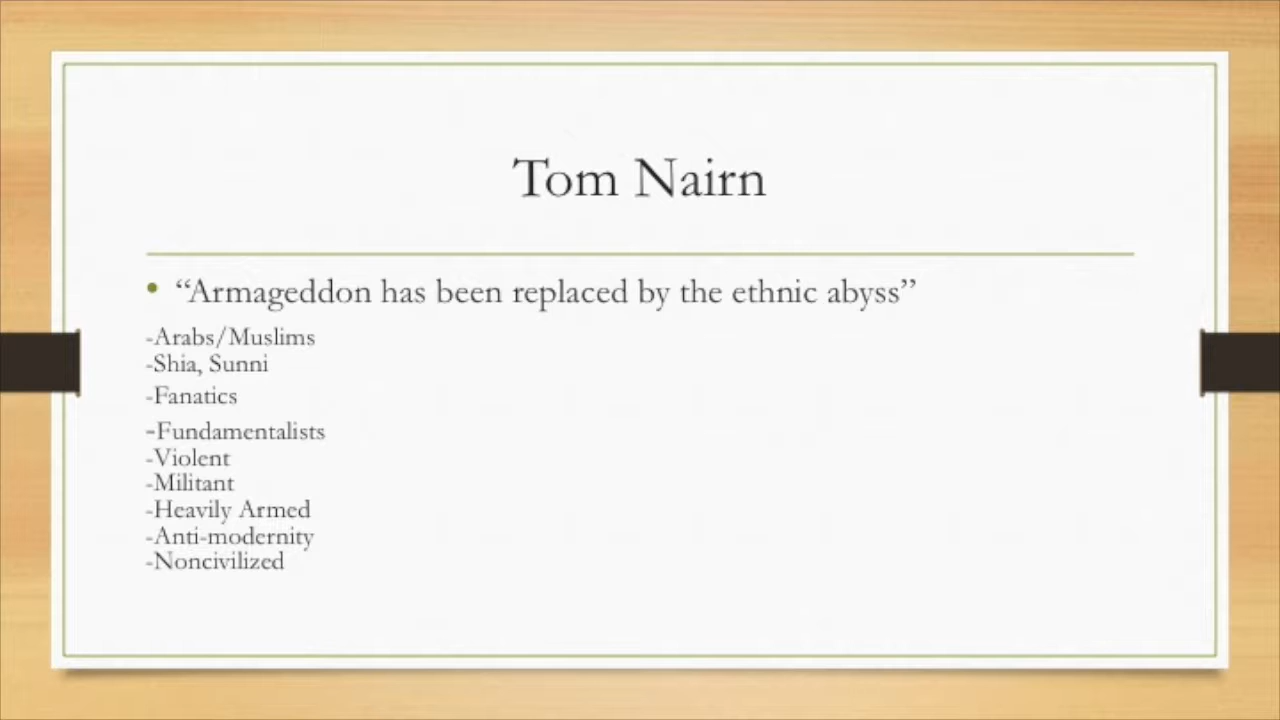 Tom Nairn
• “Armageddon has been replaced by the ethnic abyss”
-Arabs/Muslims
-Shia, Sunni
-Fanatics
-Fundamentalists
-Violent
-Militant
-Heavily Armed
-Anti-modernity
-Noncivilized